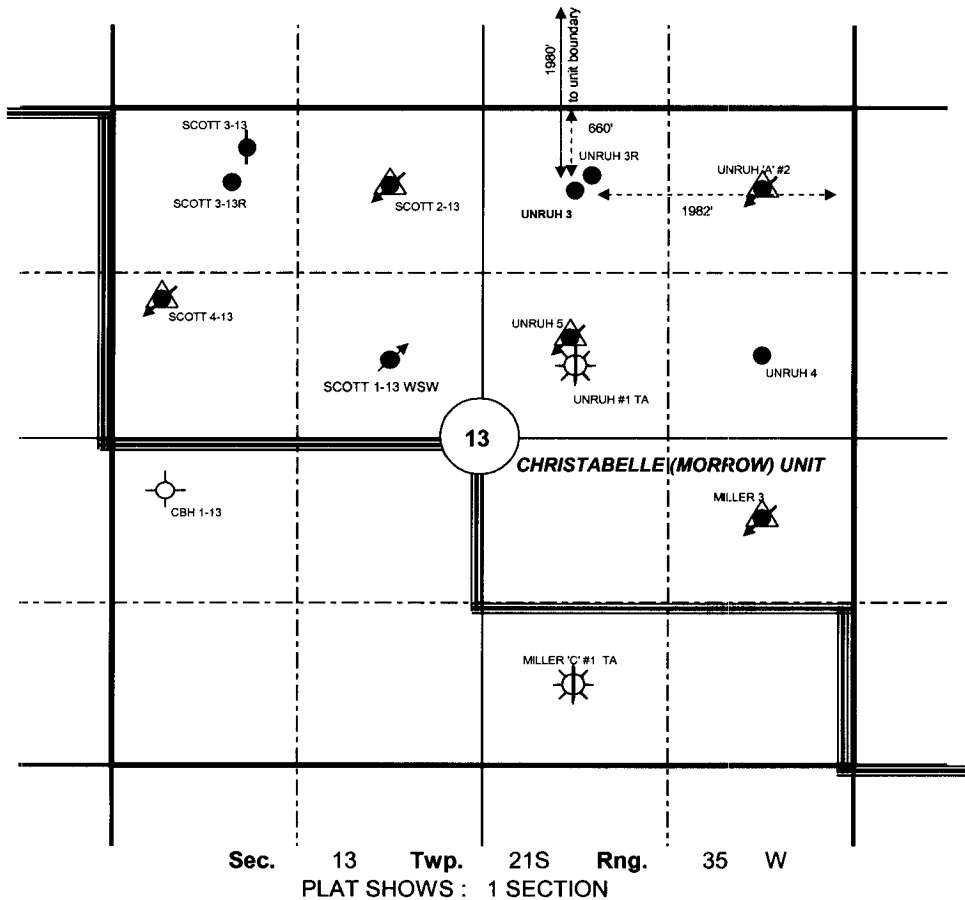 1980'
to unit boundary
660'
SCOTT 3-13
UNRUH 3R
UNRUH 'A' #2
SCOTT 3-13R
SCOTT 2-13
UNRUH 3
1982'
SCOTT 4-13
UNRUH 5
SCOTT 1-13 WSW
UNRUH #1 TA
UNRUH 4
13
CHRISTABELLE (MORROW) UNIT
CBH 1-13
MILLER 3
MILLER 'C' #1 TA
Sec. 13 Twp. 21S Rng. 35 W
PLAT SHOWS : 1 SECTION